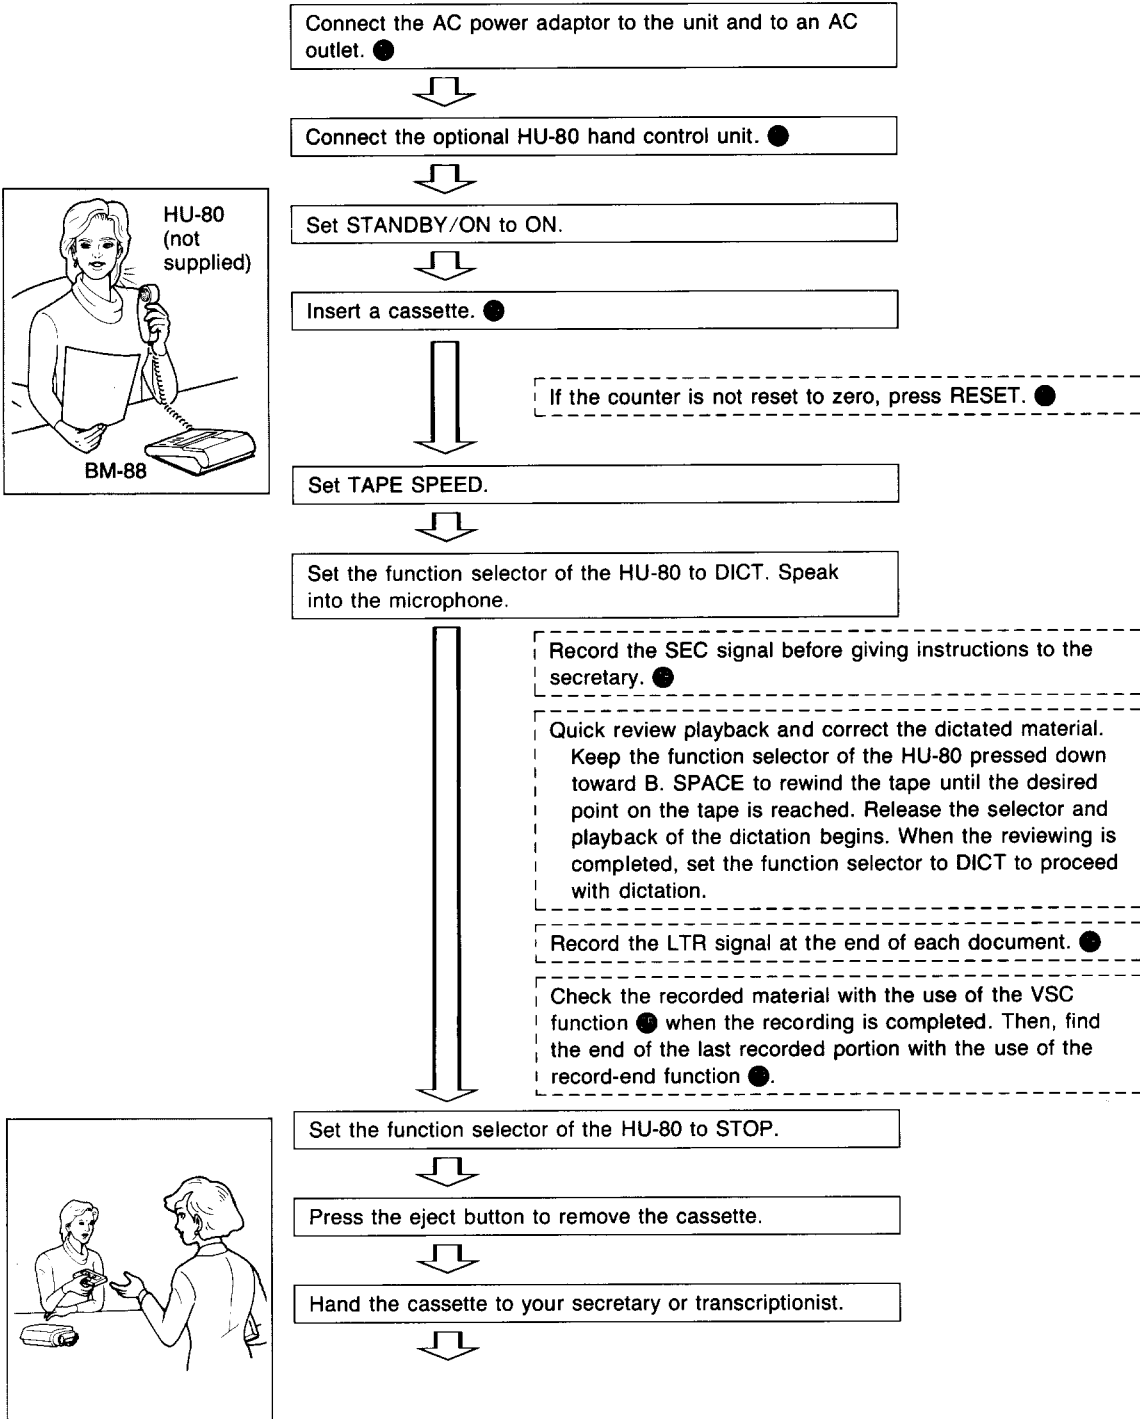 Connect the AC power adaptor to the unit and to an AC
outlet.
Connect the optional HU-80 hand control unit.
HU-80
(not
supplied)
BM-88
Set STANDBY/ON to ON.
Insert a cassette.
If the counter is not reset to zero, press RESET.
Set TAPE SPEED.
Set the function selector of the HU-80 to DICT. Speak
into the microphone.
Record the SEC signal before giving instructions to the
secretary.
Quick review playback and correct the dictated material.
Keep the function selector of the HU-80 pressed down
toward B. SPACE to rewind the tape until the desired
point on the tape is reached. Release the selector and
playback of the dictation begins. When the reviewing is
completed, set the function selector to DICT to proceed
with dictation.
Record the LTR signal at the end of each document.
Check the recorded material with the use of the VSC
function when the recording is completed. Then, find
the end of the last recorded portion with the use of the
record-end function .
Set the function selector of the HU-80 to STOP.
Press the eject button to remove the cassette.
Hand the cassette to your secretary or transcriptionist.